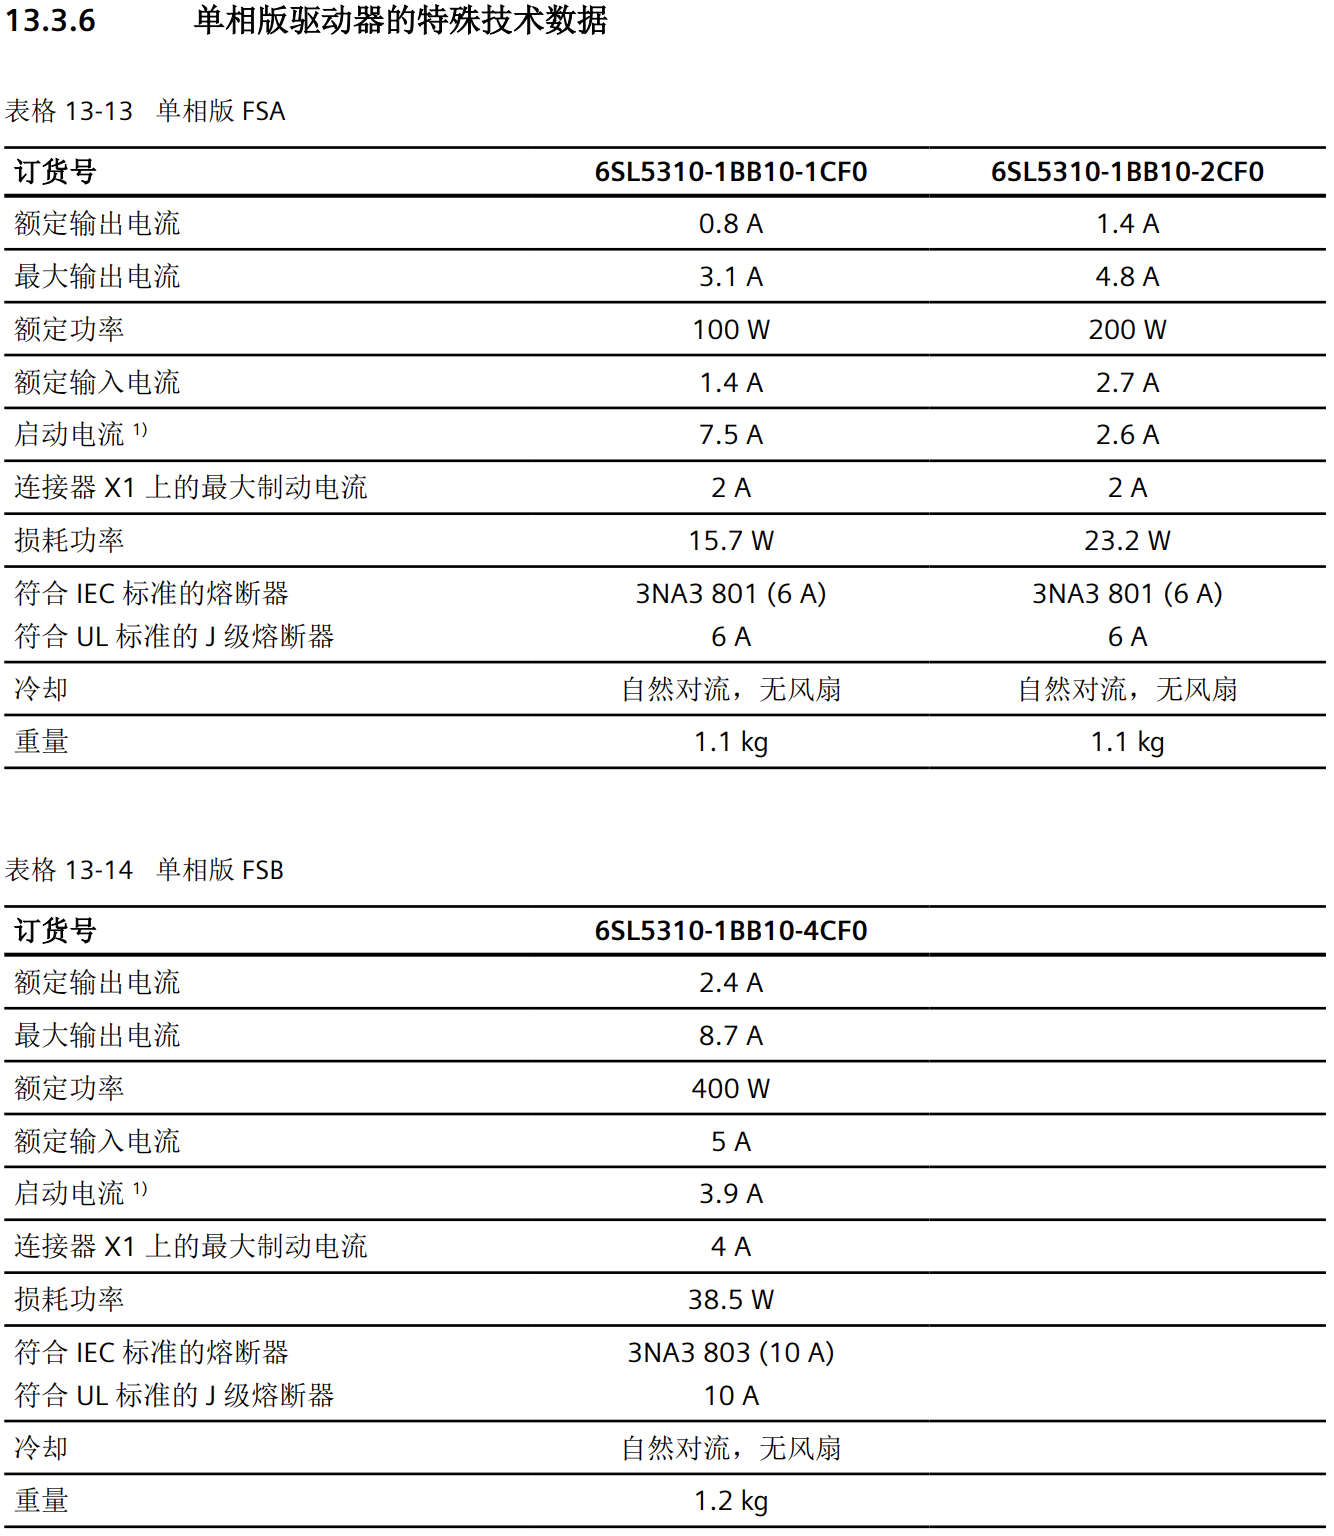 13.3.6 单相版驱动器的特殊技术数据
表格 13-13 单相版 FSA
订货号 6SL5310-1BB10-1CF0 6SL5310-1BB10-2CF0
额定输出电流 0.8 A 1.4 A
最大输出电流 3.1 A 4.8 A
额定功率 100 W 200 W
额定输入电流 1.4 A 2.7 A
启动电流 1) 7.5 A 2.6 A
连接器 X1 上的最大制动电流 2 A 2 A
损耗功率 15.7 W 23.2 W
符合 IEC 标准的熔断器 3NA3 801 (6 A) 3NA3 801 (6 A)
符合 UL 标准的 J 级熔断器 6 A 6 A
冷却 自然对流，无风扇 自然对流，无风扇
重量 1.1 kg 1.1 kg
表格 13-14 单相版 FSB
订货号 6SL5310-1BB10-4CF0
额定输出电流 2.4 A
最大输出电流 8.7 A
额定功率 400 W
额定输入电流 5 A
启动电流 1) 3.9 A
连接器 X1 上的最大制动电流 4 A
损耗功率 38.5 W
符合 IEC 标准的熔断器 3NA3 803 (10 A)
符合 UL 标准的 J 级熔断器 10 A
冷却 自然对流，无风扇
重量 1.2 kg